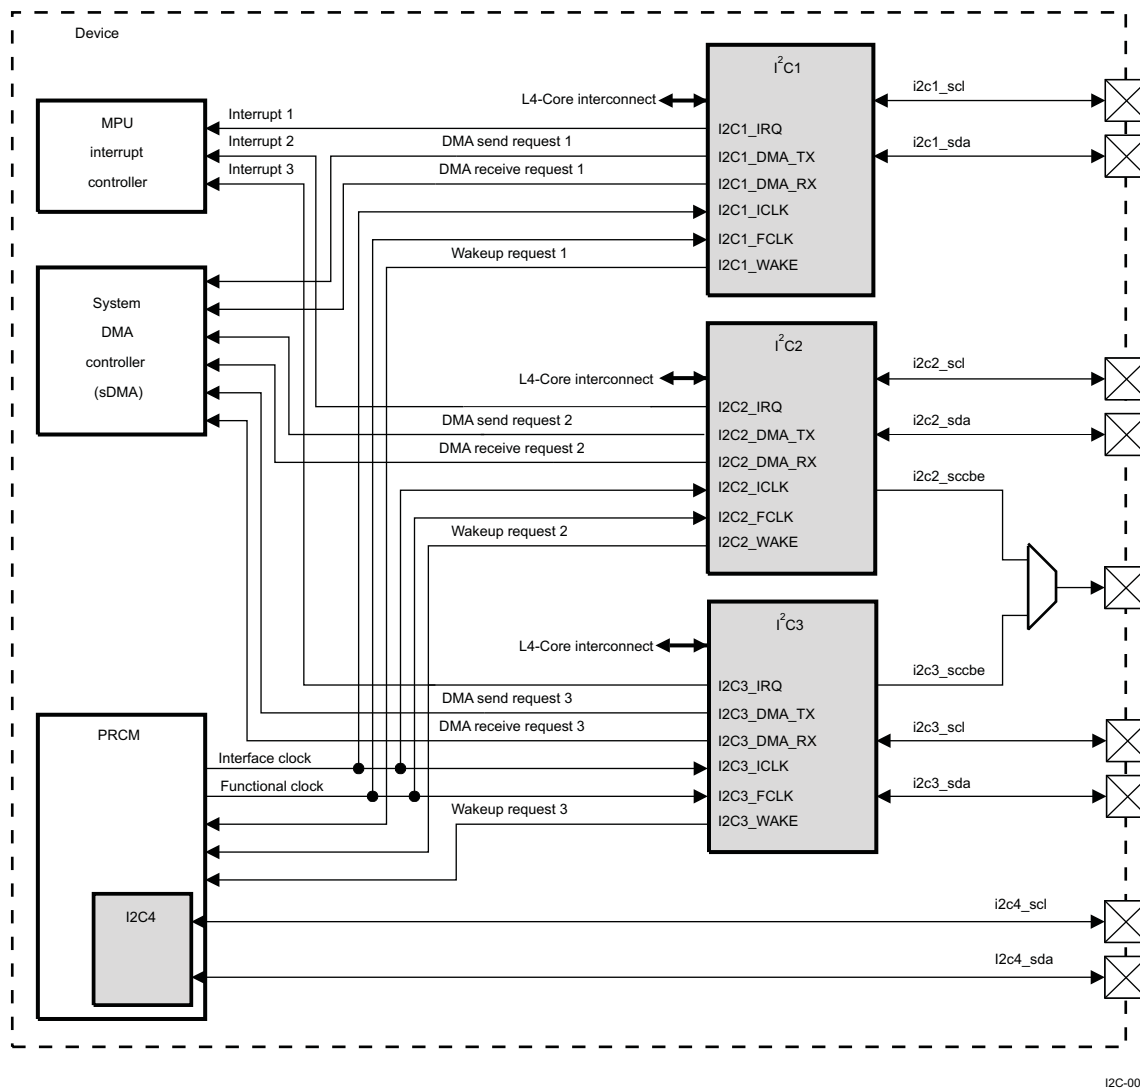 Device
I²C1
L4-Core interconnect
i2c1_scl
MPU
interrupt
controller
Interrupt 1
Interrupt 2
Interrupt 3
DMA send request 1
DMA receive request 1
I2C1_IRQ
I2C1_DMA_TX
I2C1_DMA_RX
I2C1_ICLK
I2C1_FCLK
I2C1_WAKE
i2c1_sda
Wakeup request 1
System
DMA
controller
(sDMA)
I²C2
L4-Core interconnect
i2c2_scl
I2C2_IRQ
DMA send request 2
I2C2_DMA_TX
i2c2_sda
DMA receive request 2
I2C2_DMA_RX
I2C2_ICLK
i2c2_sccbe
I2C2_FCLK
Wakeup request 2
I2C2_WAKE
I²C3
L4-Core interconnect
i2c3_sccbe
I2C3_IRQ
DMA send request 3
I2C3_DMA_TX
DMA receive request 3
I2C3_DMA_RX
i2c3_scl
PRCM
Interface clock
I2C3_ICLK
Functional clock
I2C3_FCLK
i2c3_sda
Wakeup request 3
I2C3_WAKE
I2C4
i2c4_scl
I2c4_sda
I2C-00